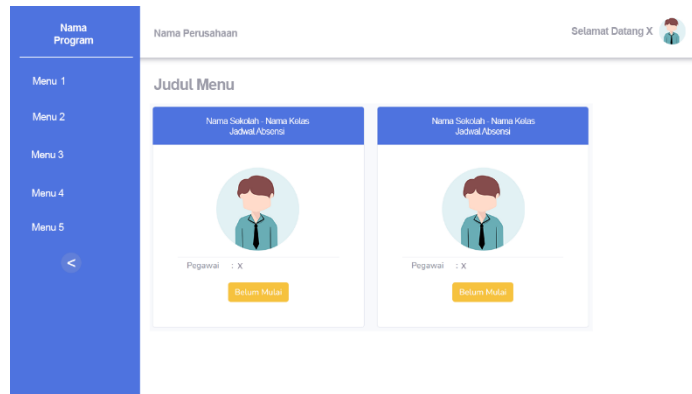 Nama
Program
Nama Perusahaan
Selamat Datang X
Menu 1
Menu 2
Menu 3
Menu 4
Menu 5
<
Judul Menu
Nama Sekolah - Nama Kelas
Jadwal Absensi
Pegawai : X
Belum Mulai
Nama Sekolah - Nama Kelas
Jadwal Absensi
Pegawai : X
Belum Mulai